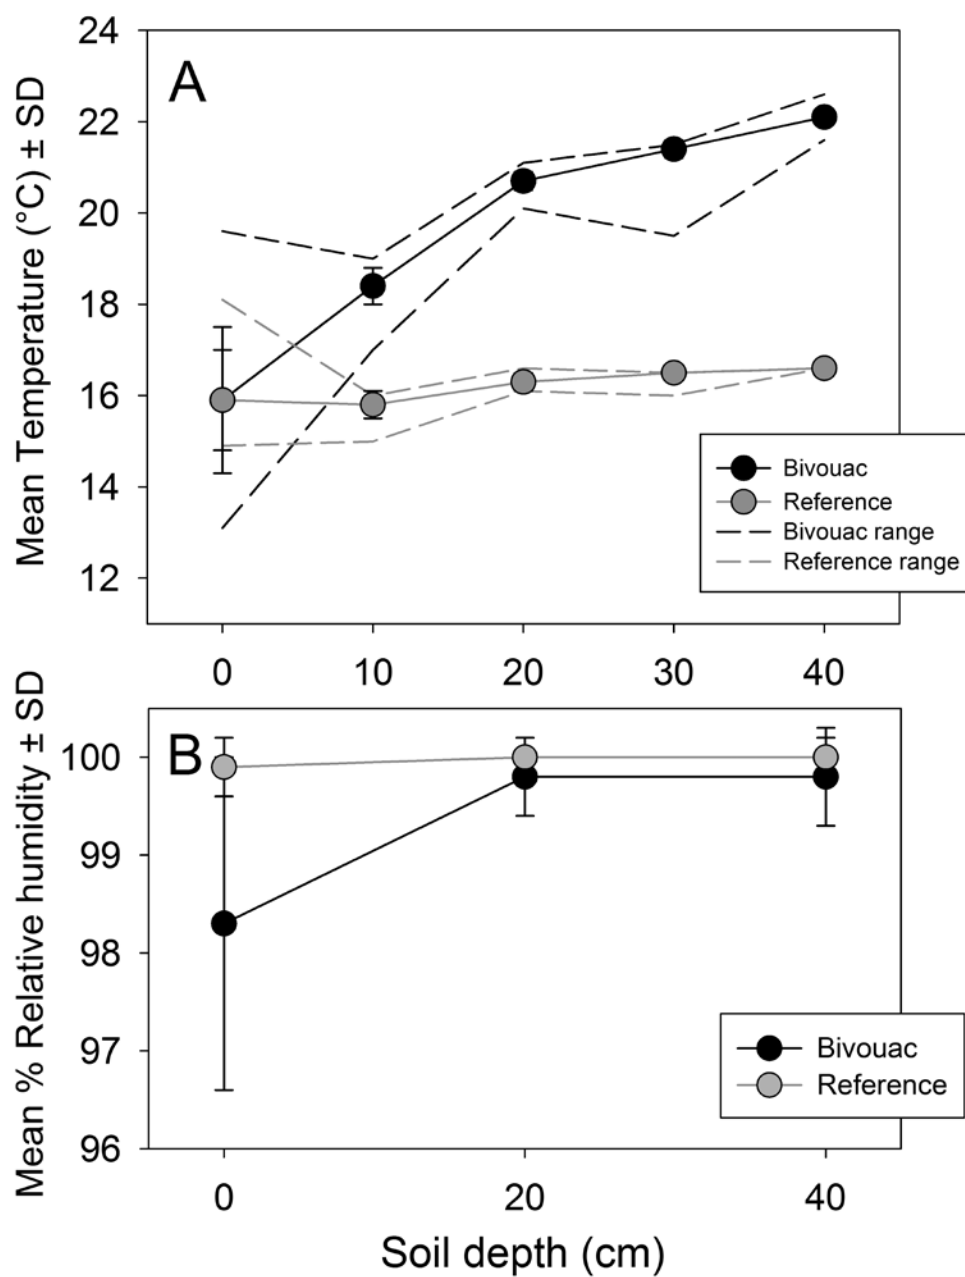 Mean Temperature (°C) ± SD
24
22
20
18
16
14
12
A
Bivouac
Reference
Bivouac range
Reference range
0 10 20 30 40
Mean % Relative humidity ± SD
100
99
98
97
96
B
Bivouac
Reference
0 20 40
Soil depth (cm)